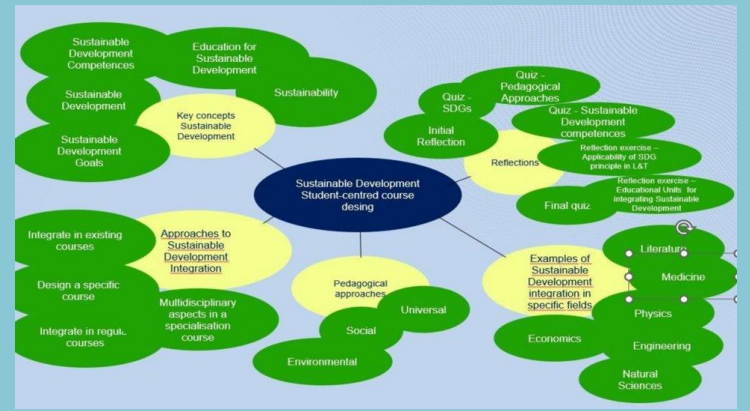 Sustainable
Development
Competences
Education for
Sustainable
Development
Sustainability
Sustainable
Development
Key concepts
Sustainable
Development
Sustainable
Development
Goals
Quiz -
Pedagogical
Approaches
Quiz -
SDGs
Quiz - Sustainable
Development
competences
Initial
Reflection
Reflections
Reflection exercise –
Applicability of SDG
principle in L&T
Reflection exercise –
Educational Units for
integrating Sustainable
Development
Final quiz
Sustainable Development
Student-centred course
desing
Integrate in existing
courses
Approaches to
Sustainable
Development
Integration
Design a specific
course
Multidisciplinary
aspects in a
specialisation
course
Integrate in
courses
Pedagogical
approaches
Universal
Social
Environmental
Examples of
Sustainable
Development
integration in
specific fields
Literature
Medicine
Physics
Economics
Engineering
Natural
Sciences